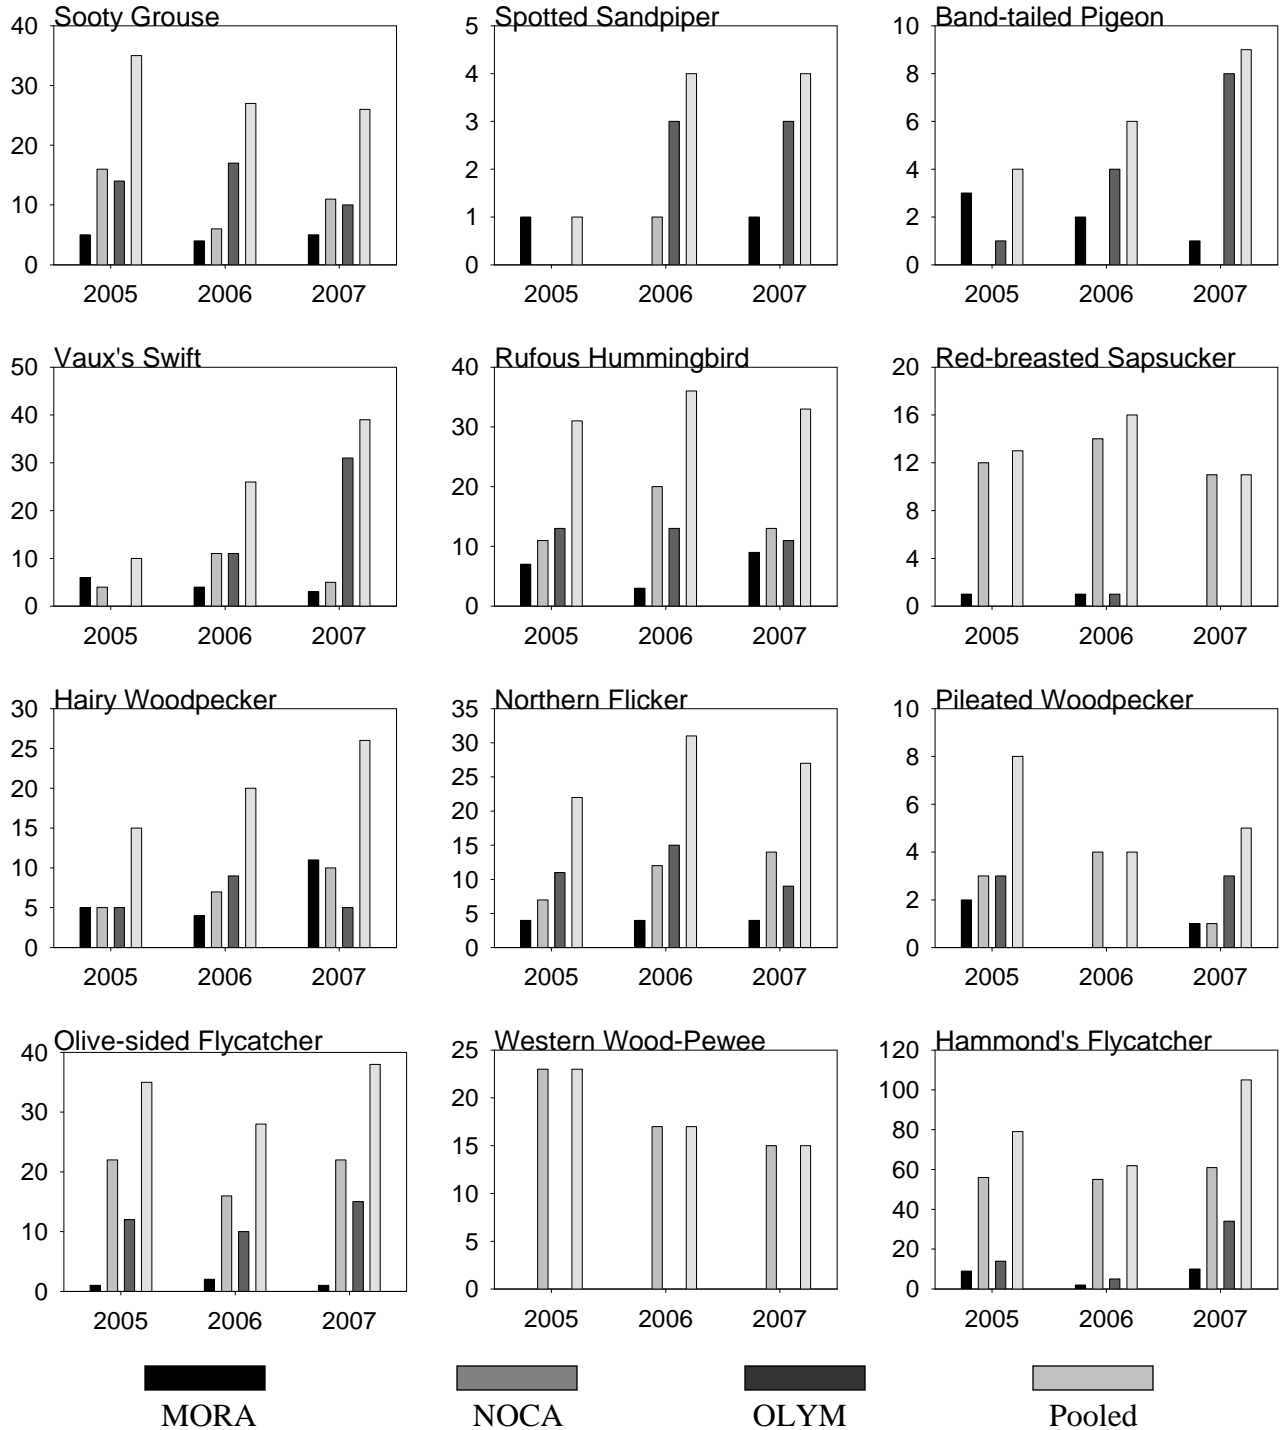 Sooty Grouse
40
30
20
10
0
2005 2006 2007
Spotted Sandpiper
5
4
3
2
1
0
2005 2006 2007
Band-tailed Pigeon
10
8
6
4
2
0
2005 2006 2007
Vaux's Swift
50
40
30
20
10
0
2005 2006 2007
Rufous Hummingbird
40
30
20
10
0
2005 2006 2007
Red-breasted Sapsucker
20
16
12
8
4
0
2005 2006 2007
Hairy Woodpecker
30
25
20
15
10
5
0
2005 2006 2007
Northern Flicker
35
30
25
20
15
10
5
0
2005 2006 2007
Pileated Woodpecker
10
8
6
4
2
0
2005 2006 2007
Olive-sided Flycatcher
40
30
20
10
0
2005 2006 2007
Western Wood-Pewee
25
20
15
10
5
0
2005 2006 2007
Hammond's Flycatcher
120
100
80
60
40
20
0
2005 2006 2007
MORA NOCA OLYM Pooled